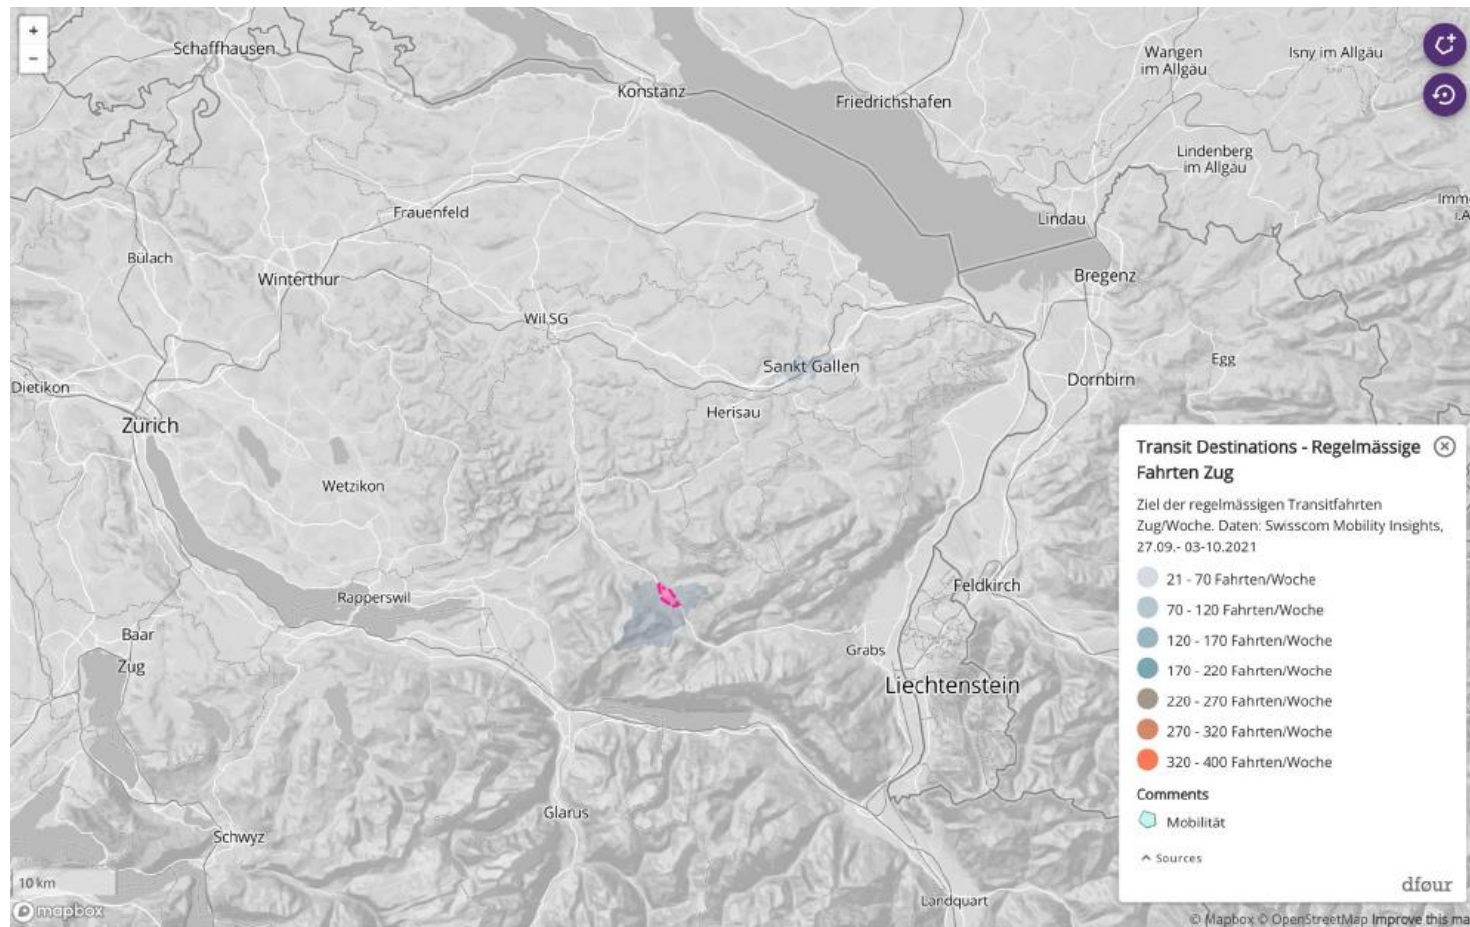 +
−
Schaffhausen
Wangen
im Allgäu
Isny im Allgäu
Konstanz
Friedrichshafen
Lindenberg
im Allgäu
Imm
i.A
Frauenfeld
Lindau
Bülach
Winterthur
Bregenz
Wil SG
Sankt Gallen
Egg
Dietikon
Dornbirn
Herisau
Zürich
Wetzikon
Feldkirch
Rapperswil
Baar
Grabs
Zug
Liechtenstein
Glarus
Schwyz
Landquart
10 km
mapbox
Transit Destinations - Regelmässige
Fahrten Zug
Ziel der regelmässigen Transitfahrten
Zug/Woche. Daten: Swisscom Mobility Insights,
27.09.- 03-10.2021
21 - 70 Fahrten/Woche
70 - 120 Fahrten/Woche
120 - 170 Fahrten/Woche
170 - 220 Fahrten/Woche
220 - 270 Fahrten/Woche
270 - 320 Fahrten/Woche
320 - 400 Fahrten/Woche
Comments
Mobilität
Sources
dføur
© Mapbox © OpenStreetMap Improve this ma